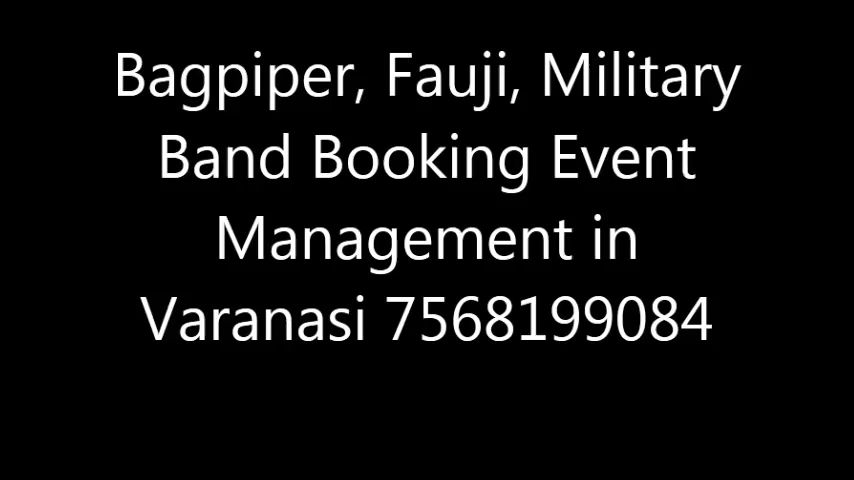 Bagpiper, Fauji, Military
Band Booking Event
Management in
Varanasi 7568199084